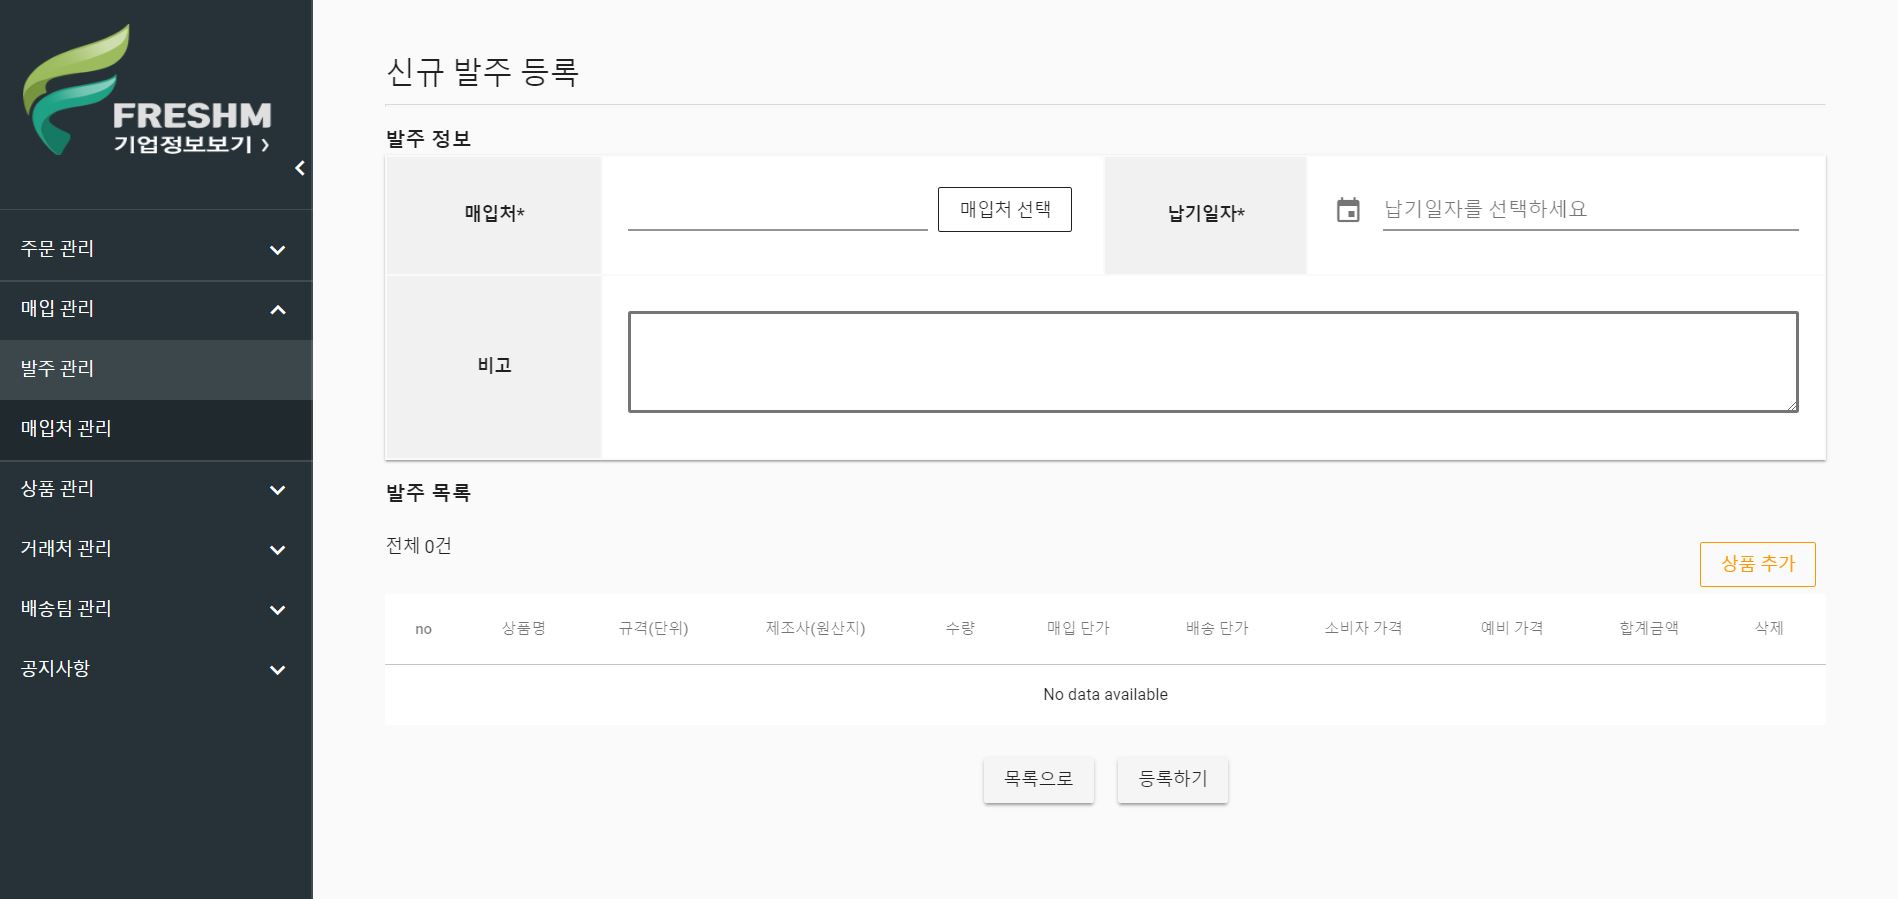 FRESHM
기업정보보기 ›
주문 관리
매입 관리
발주 관리
매입처 관리
상품 관리
거래처 관리
배송팀 관리
공지사항
신규 발주 등록
발주 정보
매입처* 매입처 선택 납기일자* 납기일자를 선택하세요
비고
발주 목록
전체 0건
상품 추가
no 상품명 규격(단위) 제조사(원산지) 수량 매입 단가 배송 단가 소비자 가격 예비 가격 합계금액 삭제
No data available
목록으로 등록하기